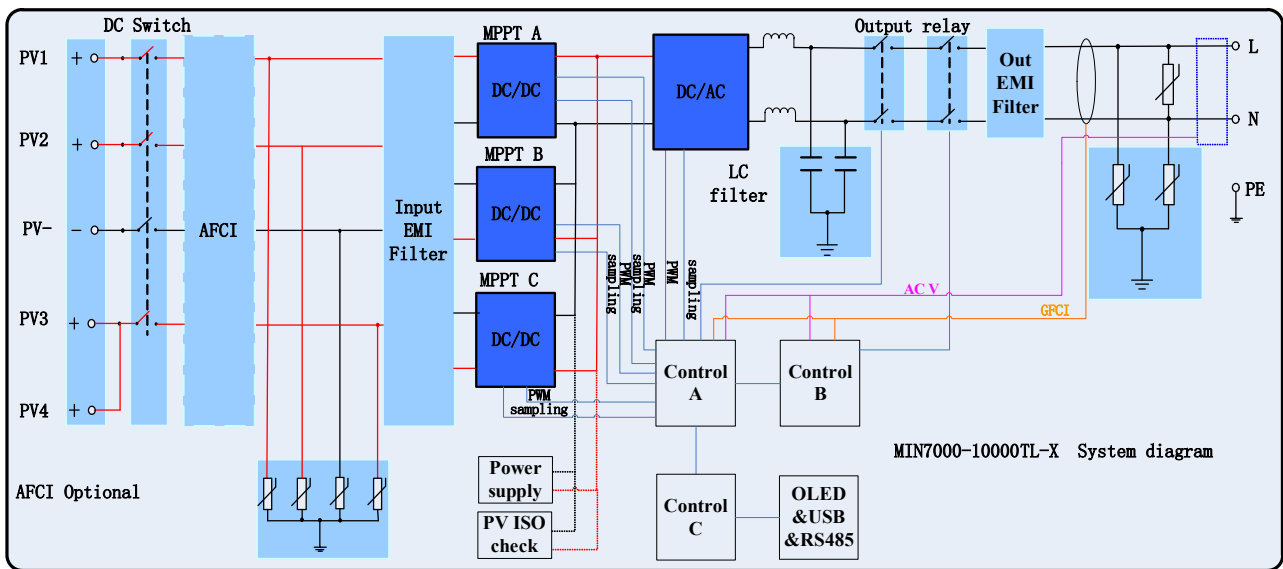 DC Switch
PV1
+
PV2
+
PV-
-
PV3
+
PV4
+
AFCI
AFCI Optional
Input
EMI
Filter
MPPT A
DC/DC
MPPT B
DC/DC
MPPT C
DC/DC
PWM
sampling
Power
supply
PV ISO
check
DC/AC
LC
filter
sampling
PWM
sampling
PWM
PWM
sampling
Output relay
Out
EMI
Filter
L
N
PE
AC V
GFCI
Control
A
Control
B
Control
C
OLED
&USB
&RS485
MIN7000-10000TL-X System diagram